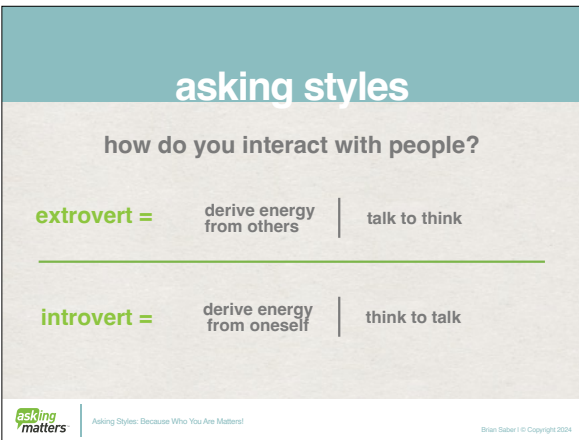 asking styles
how do you interact with people?
extrovert =
derive energy
from others
talk to think
introvert =
derive energy
from oneself
think to talk
asking
matters
Asking Styles: Because Who You Are Matters!
Brian Saber | © Copyright 2024